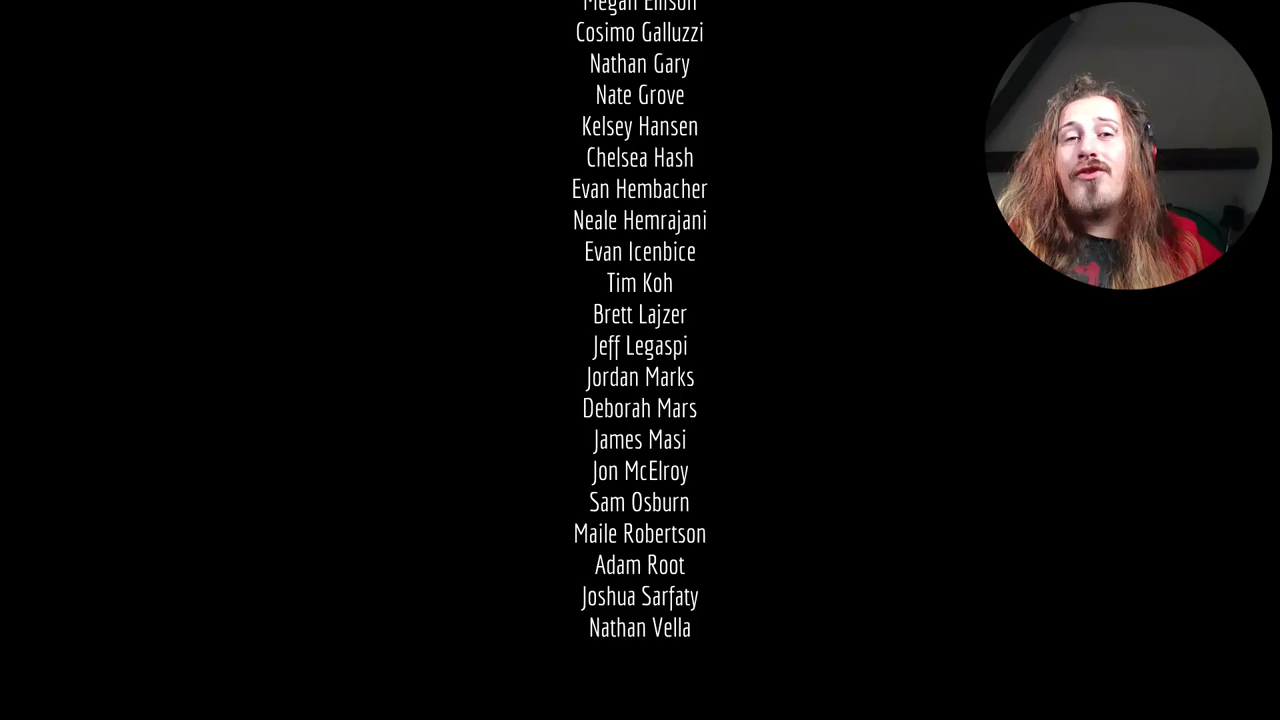 Megan Ellison
Cosimo Galluzzi
Nathan Gary
Nate Grove
Kelsey Hansen
Chelsea Hash
Evan Hembacher
Neale Hemrajani
Evan Icenbice
Tim Koh
Brett Lajzer
Jeff Legaspi
Jordan Marks
Deborah Mars
James Masi
Jon McElroy
Sam Osburn
Maile Robertson
Adam Root
Joshua Sarfaty
Nathan Vella